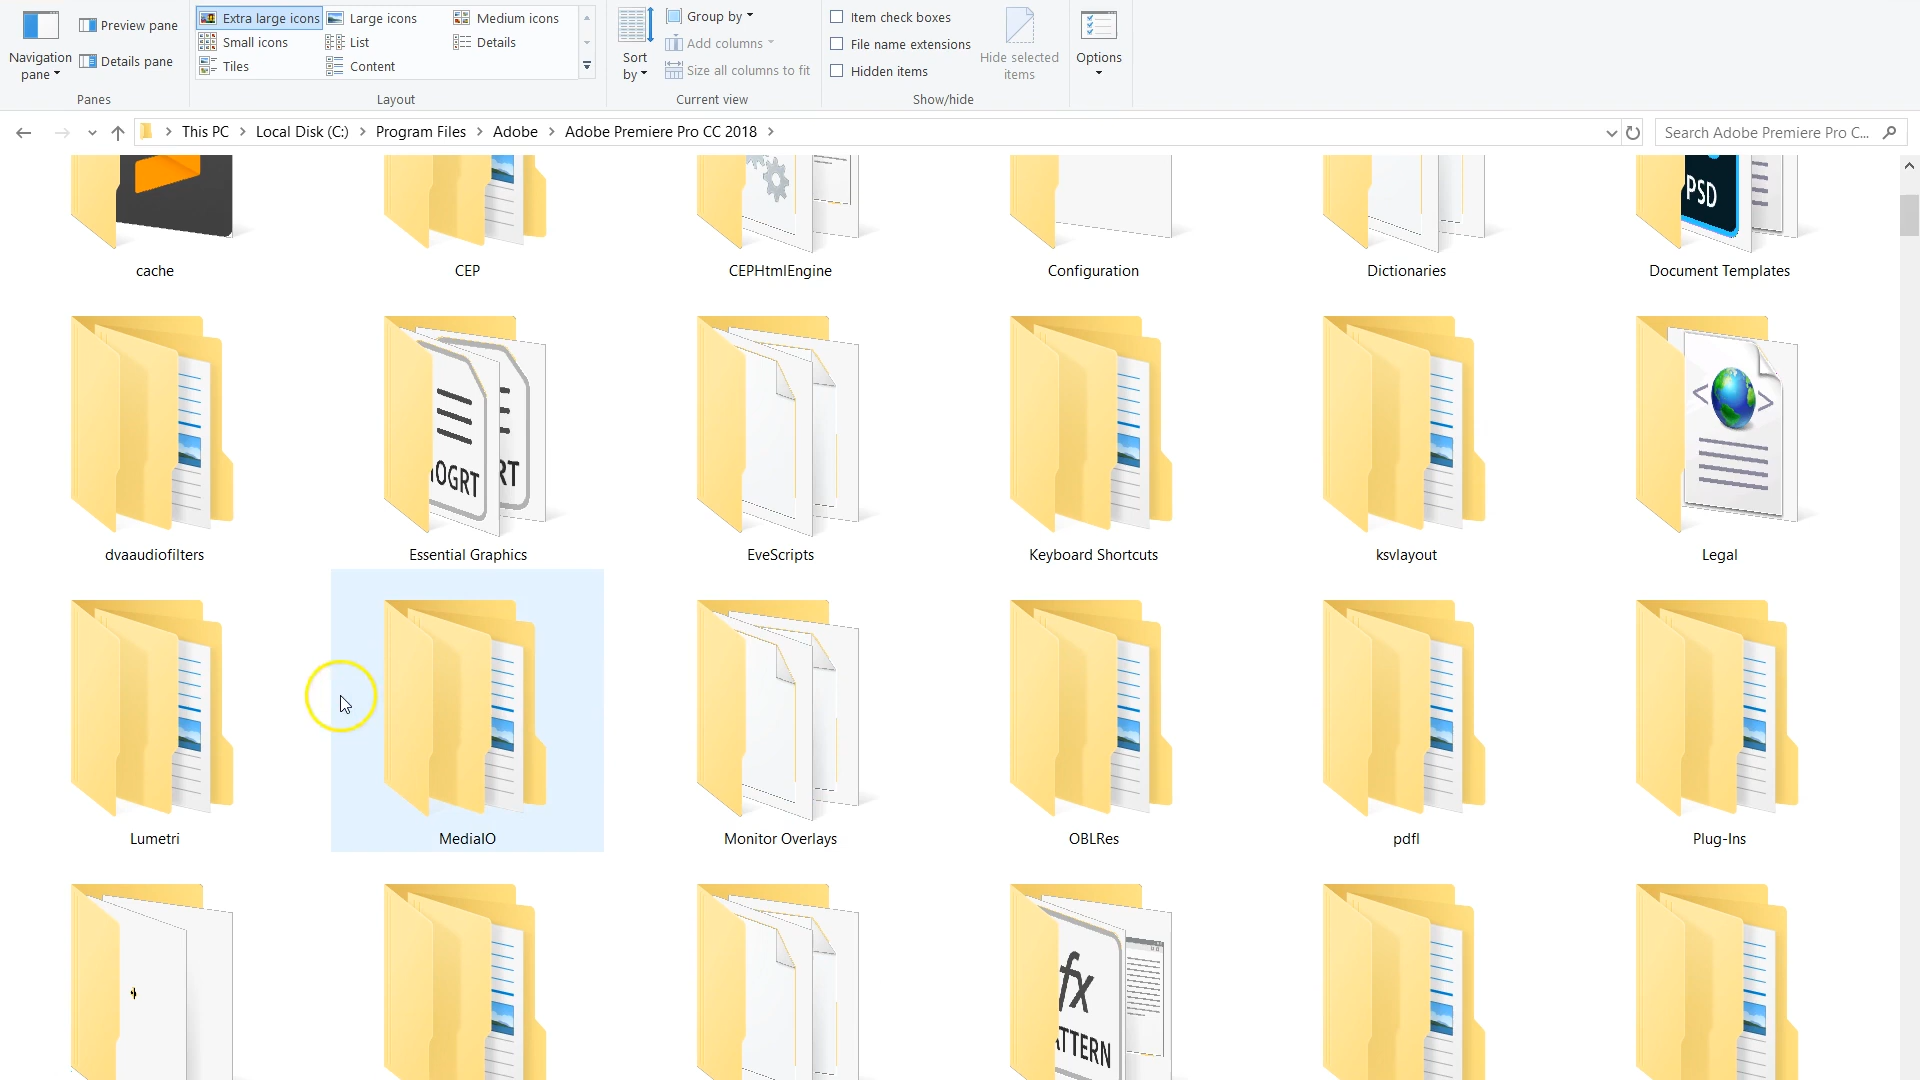 Navigation pane
Preview pane
Details pane
Panes
Extra large icons
Large icons
Medium icons
Small icons
List
Details
Tiles
Content
Layout
Sort by
Group by
Add columns
Size all columns to fit
Current view
Item check boxes
File name extensions
Hidden items
Hide selected items
Show/hide
Options
This PC > Local Disk (C:) > Program Files > Adobe > Adobe Premiere Pro CC 2018 >
Search Adobe Premiere Pro C...
PSD
cache
CEP
CEPHtmlEngine
Configuration
Dictionaries
Document Templates
OGRT
RT
dvaaudiofilters
Essential Graphics
EveScripts
Keyboard Shortcuts
ksvlayout
Legal
Lumetri
MediaIO
Monitor Overlays
OBLRes
pdfl
Plug-Ins
fx
TTERN